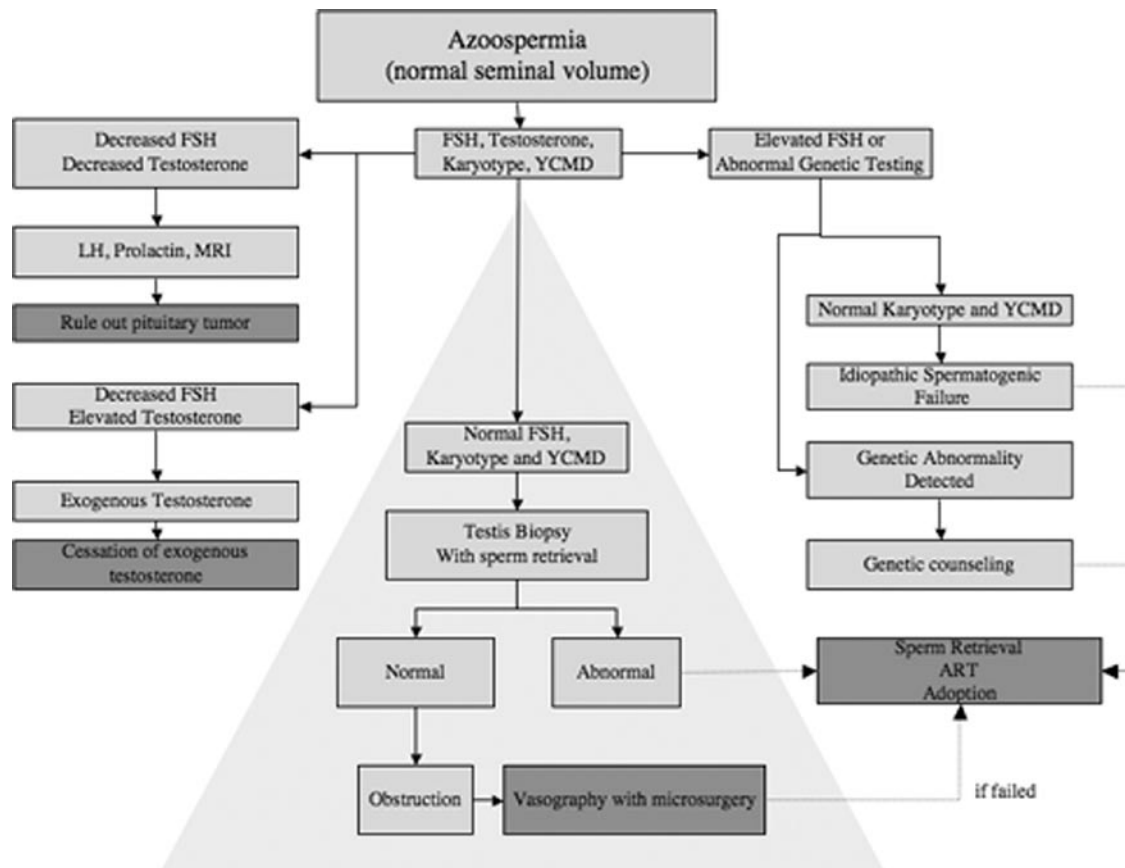 Azoospermia
(normal seminal volume)
Decreased FSH
Decreased Testosterone
FSH, Testosterone,
Karyotype, YCMD
Elevated FSH or
Abnormal Genetic Testing
LH, Prolactin, MRI
Rule out pituitary tumor
Normal Karyotype and YCMD
Idiopathic Spermatogenic
Failure
Decreased FSH
Elevated Testosterone
Normal FSH,
Karyotype and YCMD
Genetic Abnormality
Detected
Exogenous Testosterone
Cessation of exogenous
testosterone
Testis Biopsy
With sperm retrieval
Genetic counseling
Normal
Abnormal
Sperm Retrieval
ART
Adoption
Obstruction
Vasography with microsurgery
if failed